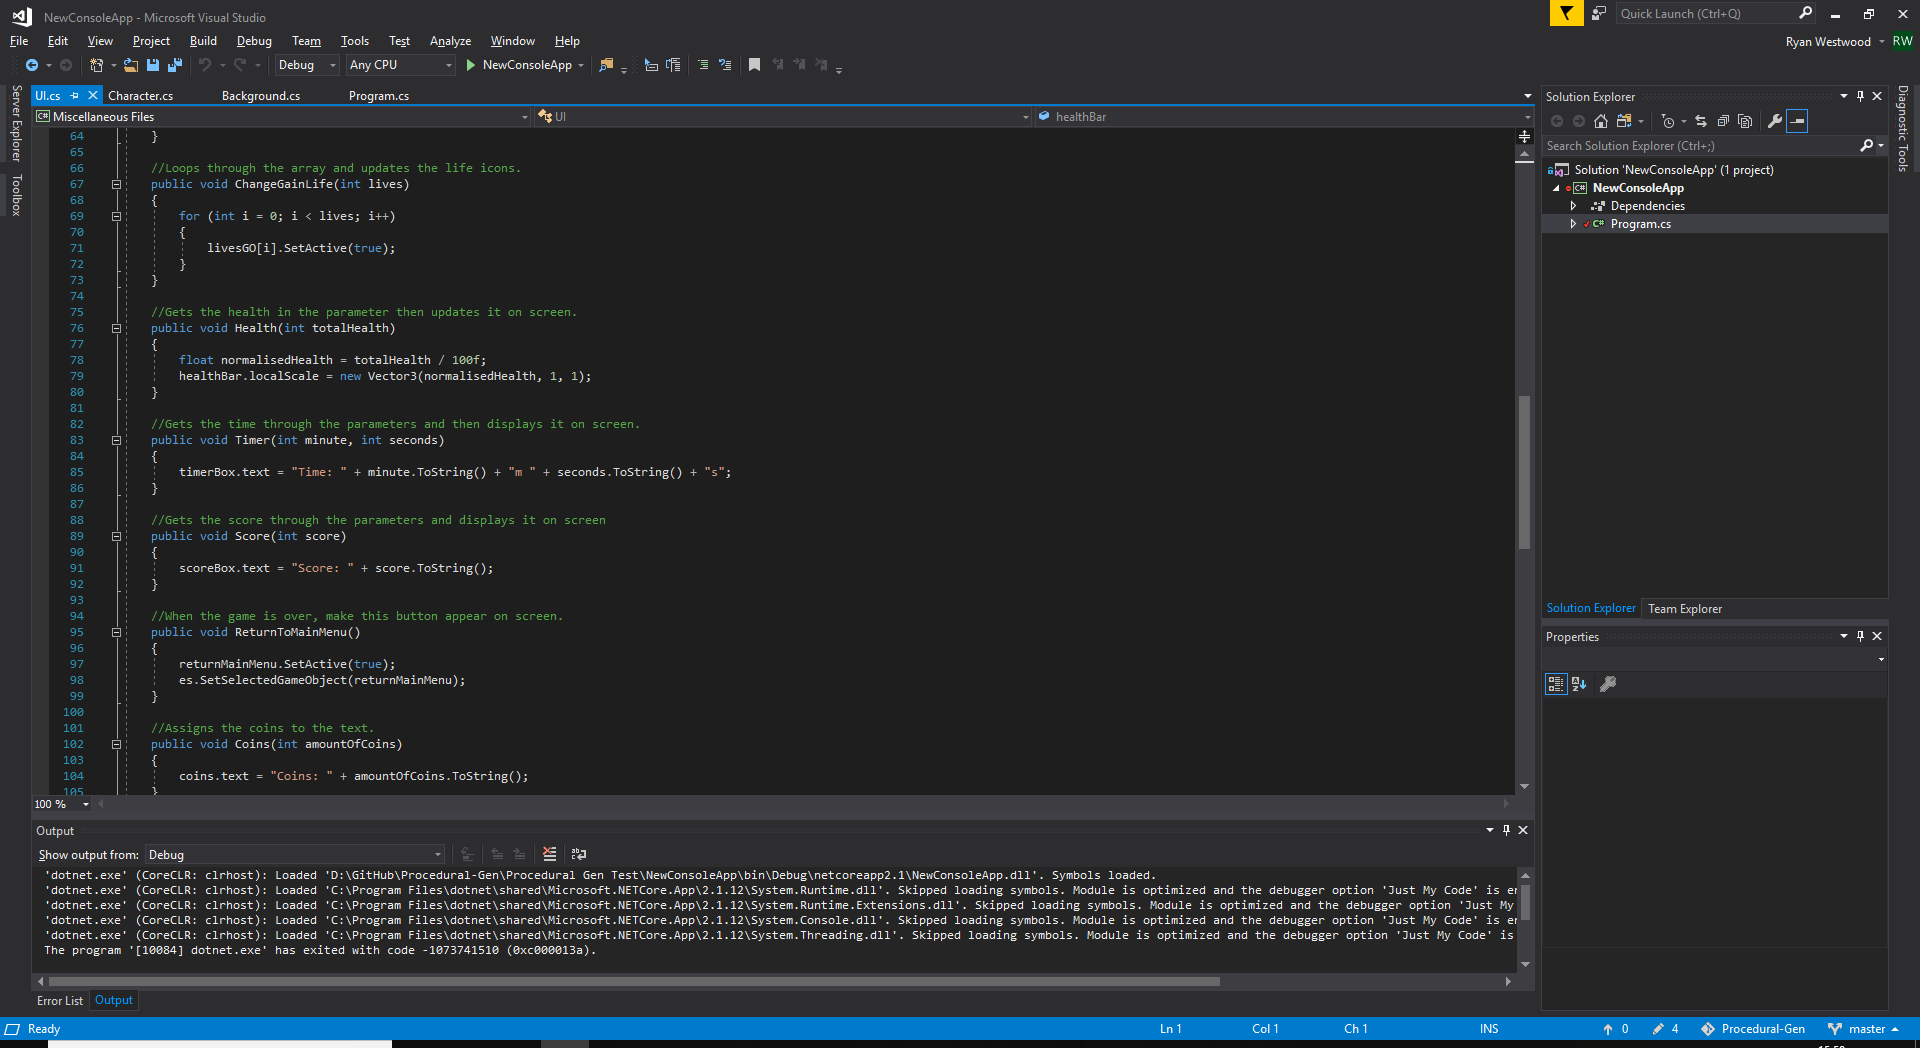 NewConsoleApp - Microsoft Visual Studio
Quick Launch (Ctrl+Q)
File Edit View Project Build Debug Team Tools Test Analyze Window Help
Ryan Westwood RW
Debug Any CPU NewConsoleApp
Server Explorer
Toolbox
UI.cs Character.cs Background.cs Program.cs
C# Miscellaneous Files UI healthBar
64 }
65
66 //Loops through the array and updates the life icons.
67 public void ChangeGainLife(int lives)
68 {
69 for (int i = 0; i < lives; i++)
70 {
71 livesGO[i].SetActive(true);
72 }
73 }
74
75 //Gets the health in the parameter then updates it on screen.
76 public void Health(int totalHealth)
77 {
78 float normalisedHealth = totalHealth / 100f;
79 healthBar.localScale = new Vector3(normalisedHealth, 1, 1);
80 }
81
82 //Gets the time through the parameters and then displays it on screen.
83 public void Timer(int minute, int seconds)
84 {
85 timerBox.text = "Time: " + minute.ToString() + "m " + seconds.ToString() + "s";
86 }
87
88 //Gets the score through the parameters and displays it on screen
89 public void Score(int score)
90 {
91 scoreBox.text = "Score: " + score.ToString();
92 }
93
94 //When the game is over, make this button appear on screen.
95 public void ReturnToMainMenu()
96 {
97 returnMainMenu.SetActive(true);
98 es.SetSelectedGameObject(returnMainMenu);
99 }
100
101 //Assigns the coins to the text.
102 public void Coins(int amountOfCoins)
103 {
104 coins.text = "Coins: " + amountOfCoins.ToString();
105 }
100 %
Output
Show output from: Debug
'dotnet.exe' (CoreCLR: clrhost): Loaded 'D:\GitHub\Procedural-Gen\Procedural Gen Test\NewConsoleApp\bin\Debug\netcoreapp2.1\NewConsoleApp.dll'. Symbols loaded.
'dotnet.exe' (CoreCLR: clrhost): Loaded 'C:\Program Files\dotnet\shared\Microsoft.NETCore.App\2.1.12\System.Runtime.dll'. Skipped loading symbols. Module is optimized and the debugger option 'Just My Code' is er
'dotnet.exe' (CoreCLR: clrhost): Loaded 'C:\Program Files\dotnet\shared\Microsoft.NETCore.App\2.1.12\System.Runtime.Extensions.dll'. Skipped loading symbols. Module is optimized and the debugger option 'Just My
'dotnet.exe' (CoreCLR: clrhost): Loaded 'C:\Program Files\dotnet\shared\Microsoft.NETCore.App\2.1.12\System.Console.dll'. Skipped loading symbols. Module is optimized and the debugger option 'Just My Code' is er
'dotnet.exe' (CoreCLR: clrhost): Loaded 'C:\Program Files\dotnet\shared\Microsoft.NETCore.App\2.1.12\System.Threading.dll'. Skipped loading symbols. Module is optimized and the debugger option 'Just My Code' is
The program '[10084] dotnet.exe' has exited with code -1073741510 (0xc000013a).
Error List Output
Solution Explorer
Search Solution Explorer (Ctrl+;)
Solution 'NewConsoleApp' (1 project)
C# NewConsoleApp
Dependencies
C# Program.cs
Solution Explorer Team Explorer
Properties
Diagnostic Tools
Ready Ln 1 Col 1 Ch 1 INS 0 4 Procedural-Gen master